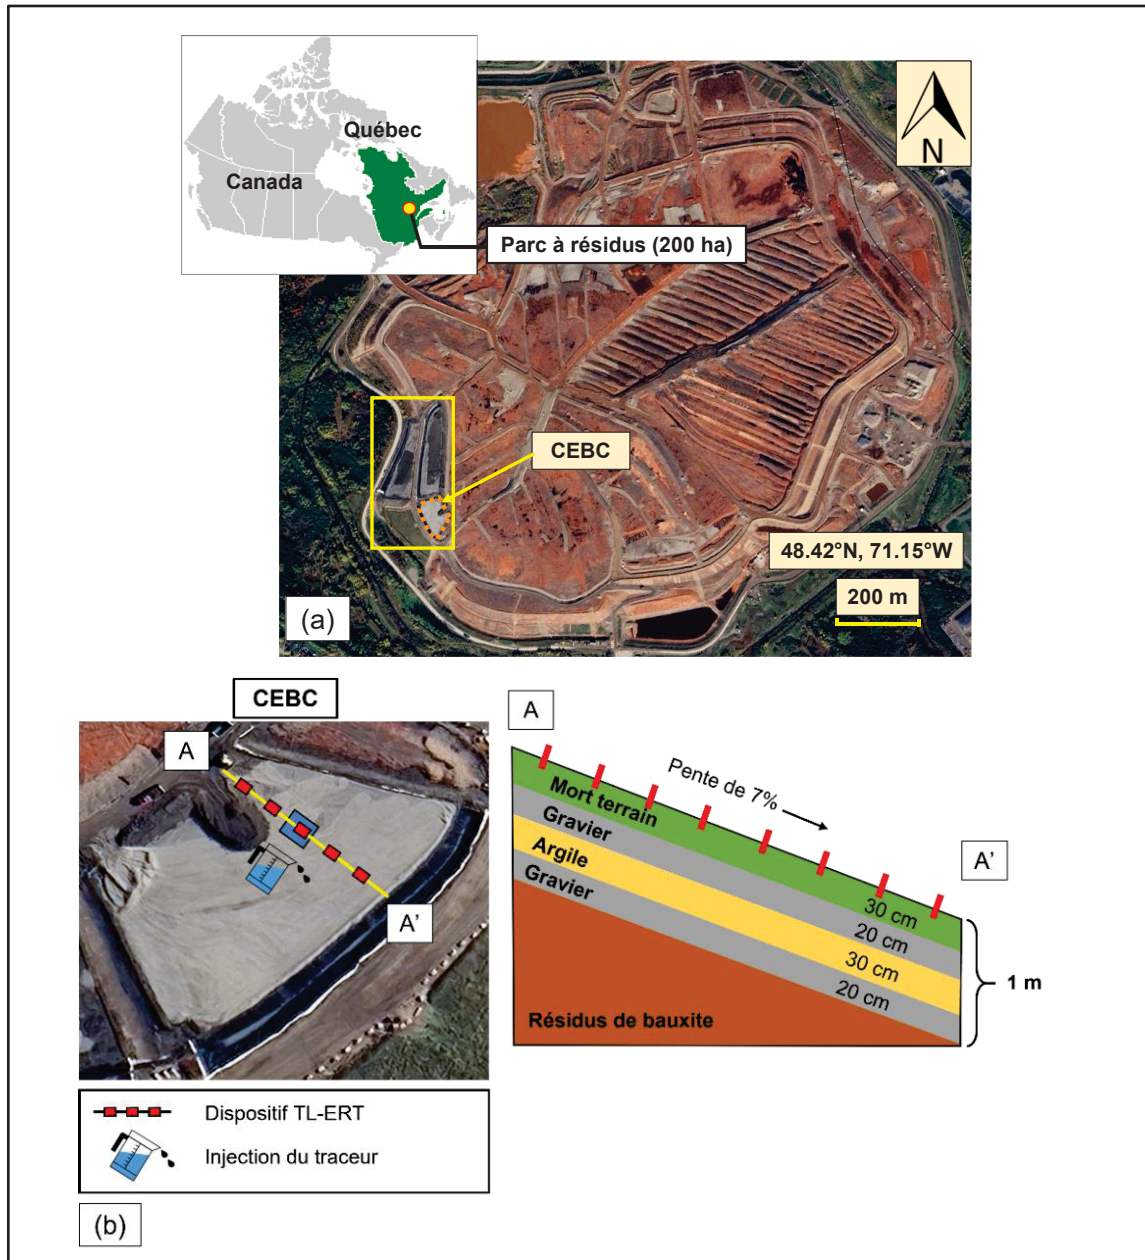 Québec
Canada
N
Parc à résidus (200 ha)
CEBC
48.42°N, 71.15°W
200 m
(a)
CEBC
A
A'
A
Pente de 7%
Mort terrain
Gravier
Argile
Gravier
A'
30 cm
20 cm
30 cm
20 cm
1 m
Résidus de bauxite
Dispositif TL-ERT
Injection du traceur
(b)